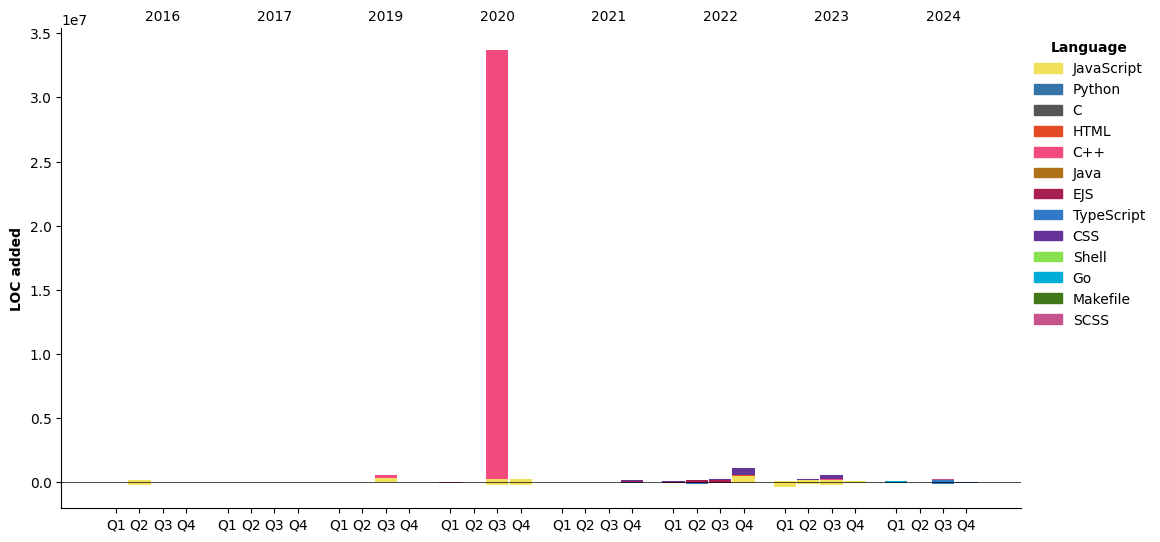 2016 2017 2019 2020 2021 2022 2023 2024
1e7
3.5
3.0
2.5
2.0
1.5
1.0
0.5
0.0
LOC added
Q1 Q2 Q3 Q4 Q1 Q2 Q3 Q4 Q1 Q2 Q3 Q4 Q1 Q2 Q3 Q4 Q1 Q2 Q3 Q4 Q1 Q2 Q3 Q4 Q1 Q2 Q3 Q4 Q1 Q2 Q3 Q4
Language
JavaScript
Python
C
HTML
C++
Java
EJS
TypeScript
CSS
Shell
Go
Makefile
SCSS